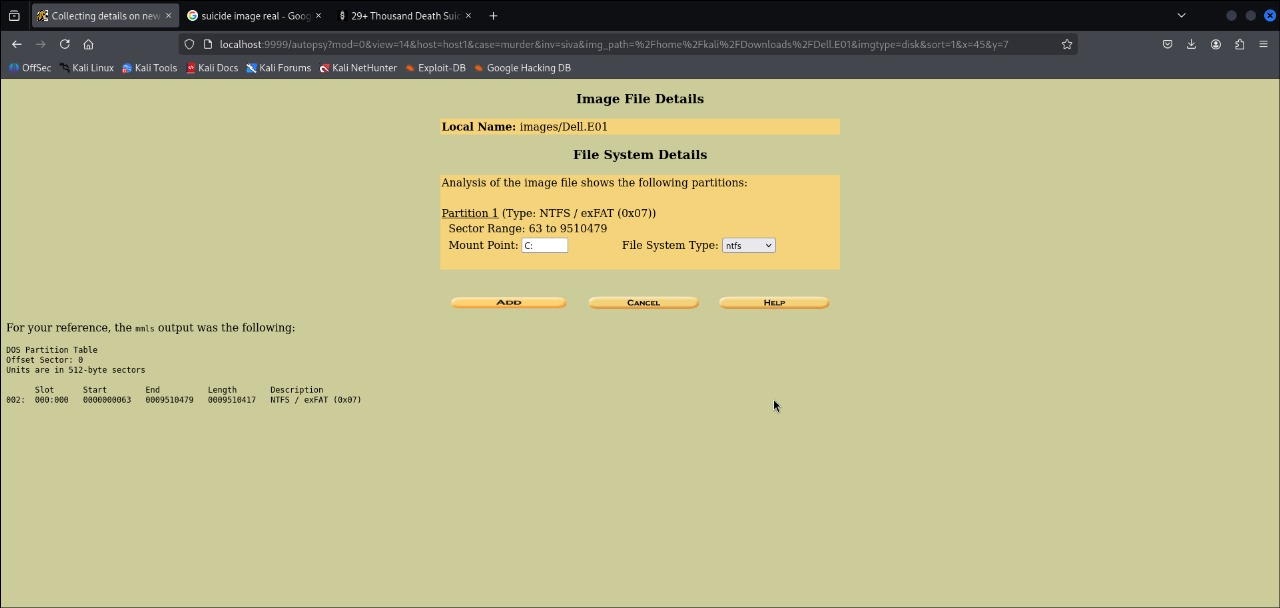 Collecting details on new
suicide image real - Goog
29+ Thousand Death Suic
localhost:9999/autopsy?mod=0&view=14&host=host1&case=murder&inv=siva&img_path=%2Fhome%2Fkali%2FDownloads%2FDell.E01&imgtype=disk&sort=1&x=45&y=7
OffSec Kali Linux Kali Tools Kali Docs Kali Forums Kali NetHunter Exploit-DB Google Hacking DB
Image File Details
Local Name: images/Dell.E01
File System Details
Analysis of the image file shows the following partitions:
Partition 1 (Type: NTFS / exFAT (0x07))
Sector Range: 63 to 9510479
Mount Point: C: File System Type: ntfs
ADD CANCEL HELP
For your reference, the mmls output was the following:
DOS Partition Table
Offset Sector: 0
Units are in 512-byte sectors
Slot Start End Length Description
002: 000:000 0000000063 0009510479 0009510417 NTFS / exFAT (0x07)